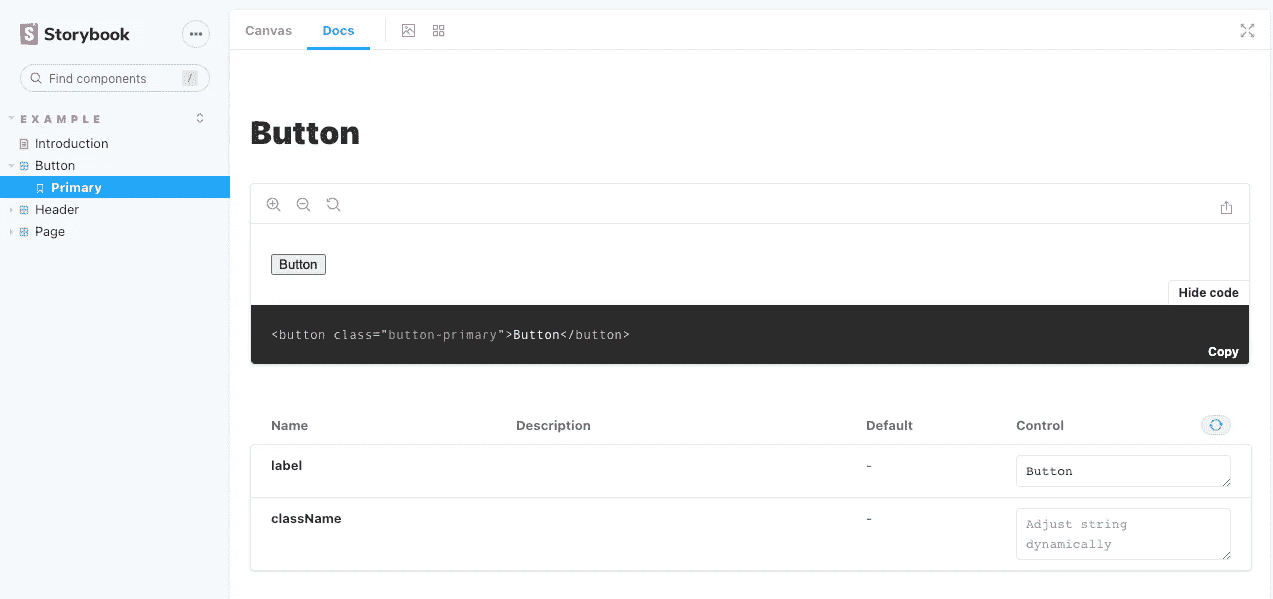 Storybook
Find components /
EXAMPLE
Introduction
Button
Primary
Header
Page
Canvas Docs
Button
Button
Hide code
<button class="button-primary">Button</button>
Copy
Name Description Default Control
label - Button
className - Adjust string
dynamically